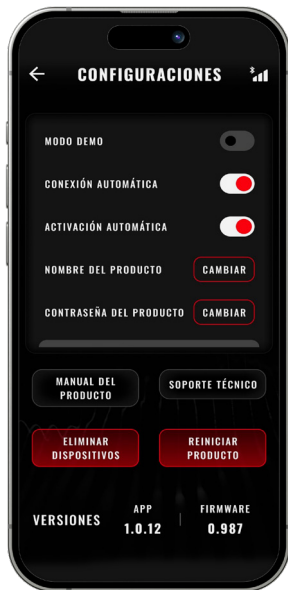 CONFIGURACIONES
MODO DEMO
CONEXIÓN AUTOMÁTICA
ACTIVACIÓN AUTOMÁTICA
NOMBRE DEL PRODUCTO CAMBIAR
CONTRASEÑA DEL PRODUCTO CAMBIAR
MANUAL DEL
PRODUCTO
SOPORTE TÉCNICO
ELIMINAR
DISPOSITIVOS
REINICIAR
PRODUCTO
VERSIONES
APP
1.0.12
FIRMWARE
0.987